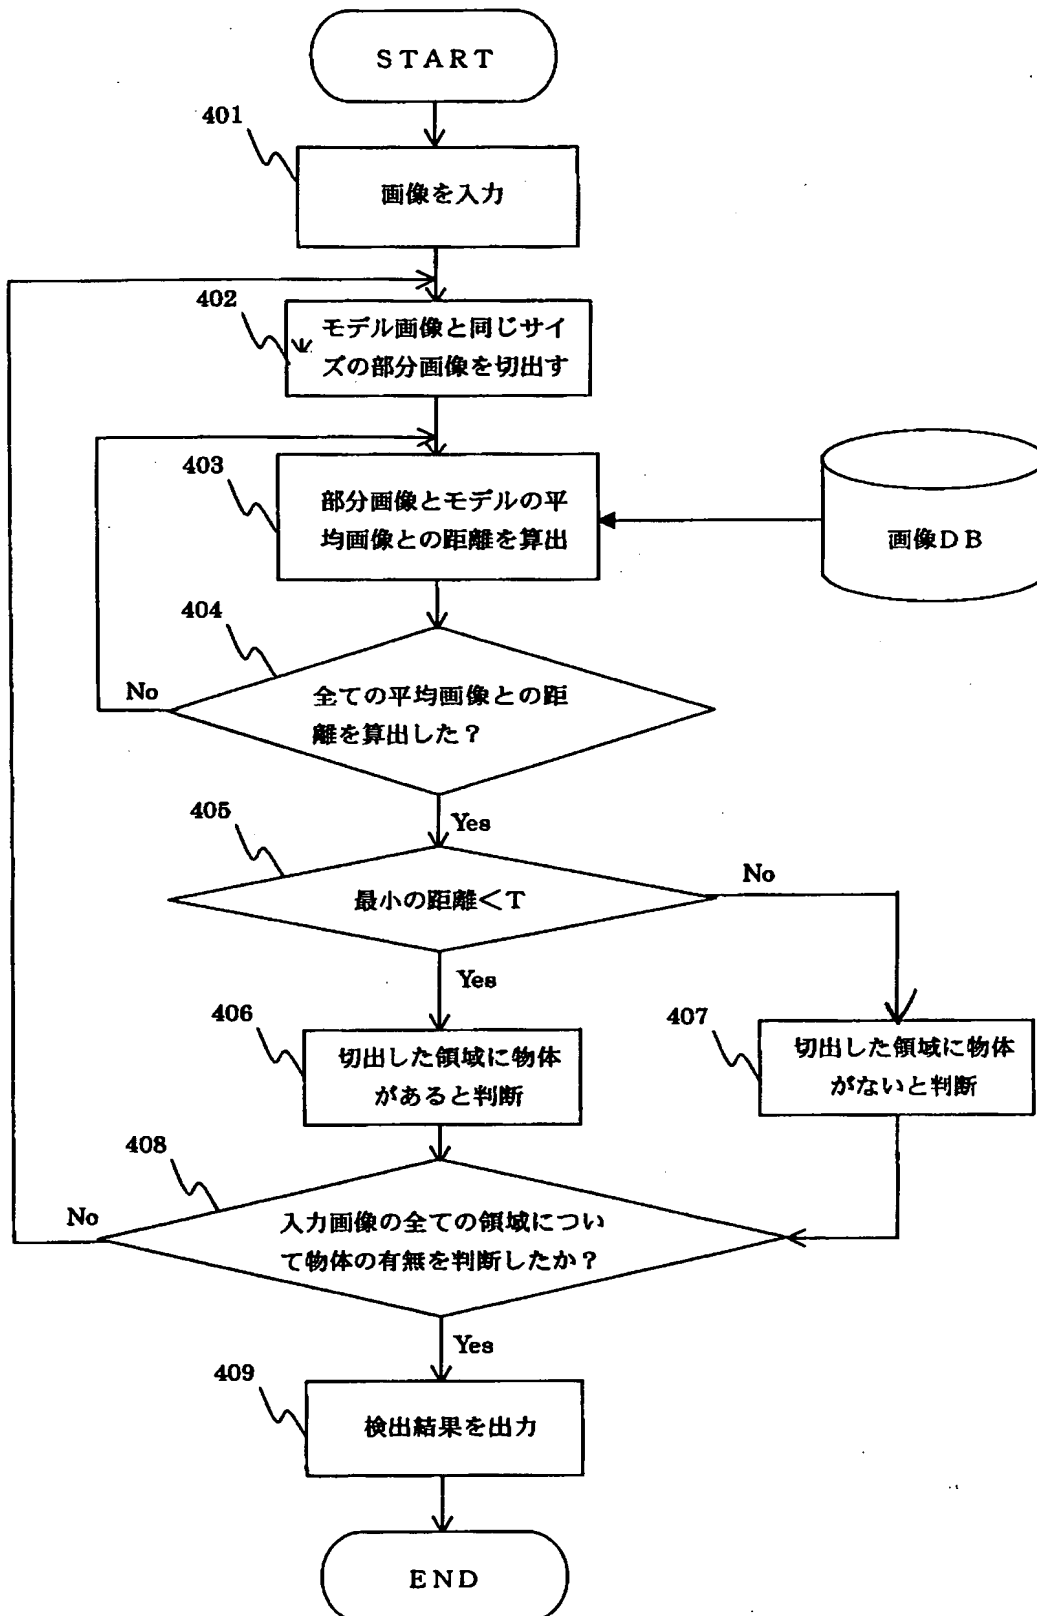 START
401
画像を入力
402
モデル画像と同じサイ
ズの部分画像を切出す
403
部分画像とモデルの平
均画像との距離を算出
画像DB
404
No
全ての平均画像との距
離を算出した?
Yes
405
最小の距離<T
No
Yes
406
切出した領域に物体
があると判断
407
切出した領域に物体
がないと判断
408
No
入力画像の全ての領域につい
て物体の有無を判断したか?
Yes
409
検出結果を出力
END